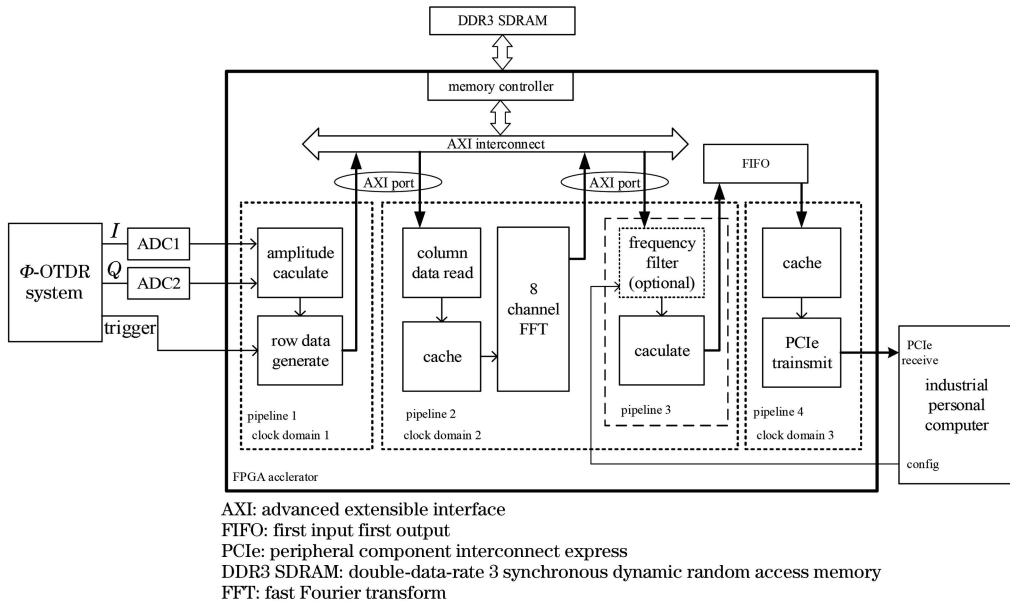 DDR3 SDRAM
memory controller
AXI interconnect
AXI port
AXI port
FIFO
Φ-OTDR
system
I
Q
trigger
ADC1
ADC2
amplitude
caculate
row data
generate
pipeline 1
clock domain 1
column
data read
cache
8
channel
FFT
pipeline 2
clock domain 2
frequency
filter
(optional)
caculate
pipeline 3
cache
PCIe
trainsmit
pipeline 4
clock domain 3
PCIe
receive
industrial
personal
computer
config
FPGA acclerator
AXI: advanced extensible interface
FIFO: first input first output
PCIe: peripheral component interconnect express
DDR3 SDRAM: double-data-rate 3 synchronous dynamic random access memory
FFT: fast Fourier transform